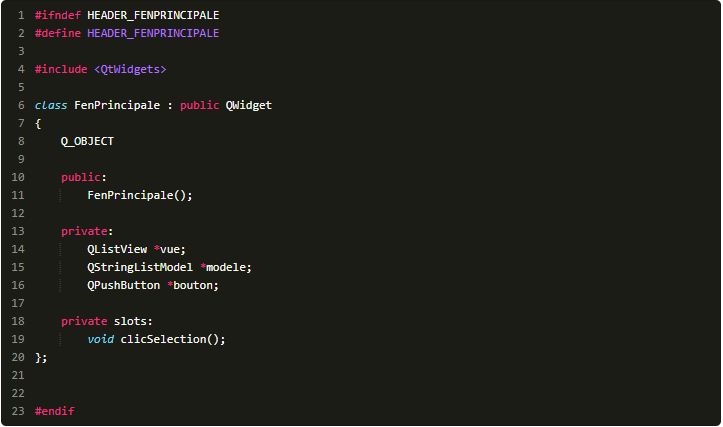 1 #ifndef HEADER_FENPRINCIPALE
2 #define HEADER_FENPRINCIPALE
3
4 #include <QtWidgets>
5
6 class FenPrincipale : public QWidget
7 {
8     Q_OBJECT
9
10     public:
11         FenPrincipale();
12
13     private:
14         QListView *vue;
15         QStringListModel *modele;
16         QPushButton *bouton;
17
18     private slots:
19         void clicSelection();
20 };
21
22
23 #endif